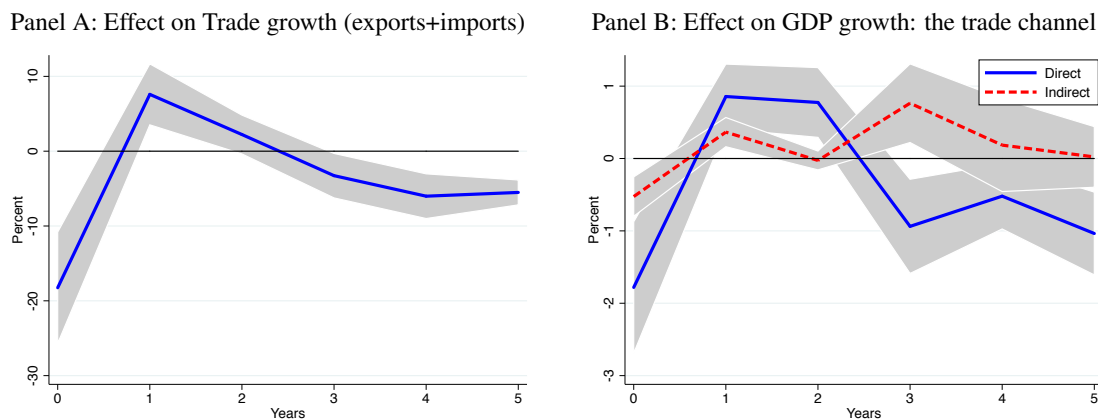 Panel A: Effect on Trade growth (exports+imports)
10
0
-10
-20
-30
Percent
0 1 2 3 4 5
Years
Panel B: Effect on GDP growth: the trade channel
Direct
Indirect
1
0
-1
-2
-3
Percent
0 1 2 3 4 5
Years